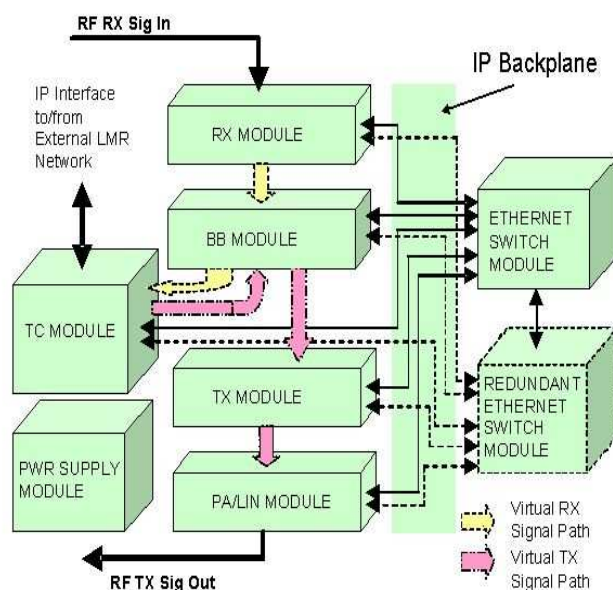 RF RX Sig In
IP Backplane
IP Interface
to/from
External LMR
Network
RX MODULE
BB MODULE
ETHERNET
SWITCH
MODULE
TC MODULE
TX MODULE
REDUNDANT
ETHERNET
SWITCH
MODULE
PWR SUPPLY
MODULE
PA/LIN MODULE
Virtual RX
Signal Path
Virtual TX
Signal Path
RF TX Sig Out